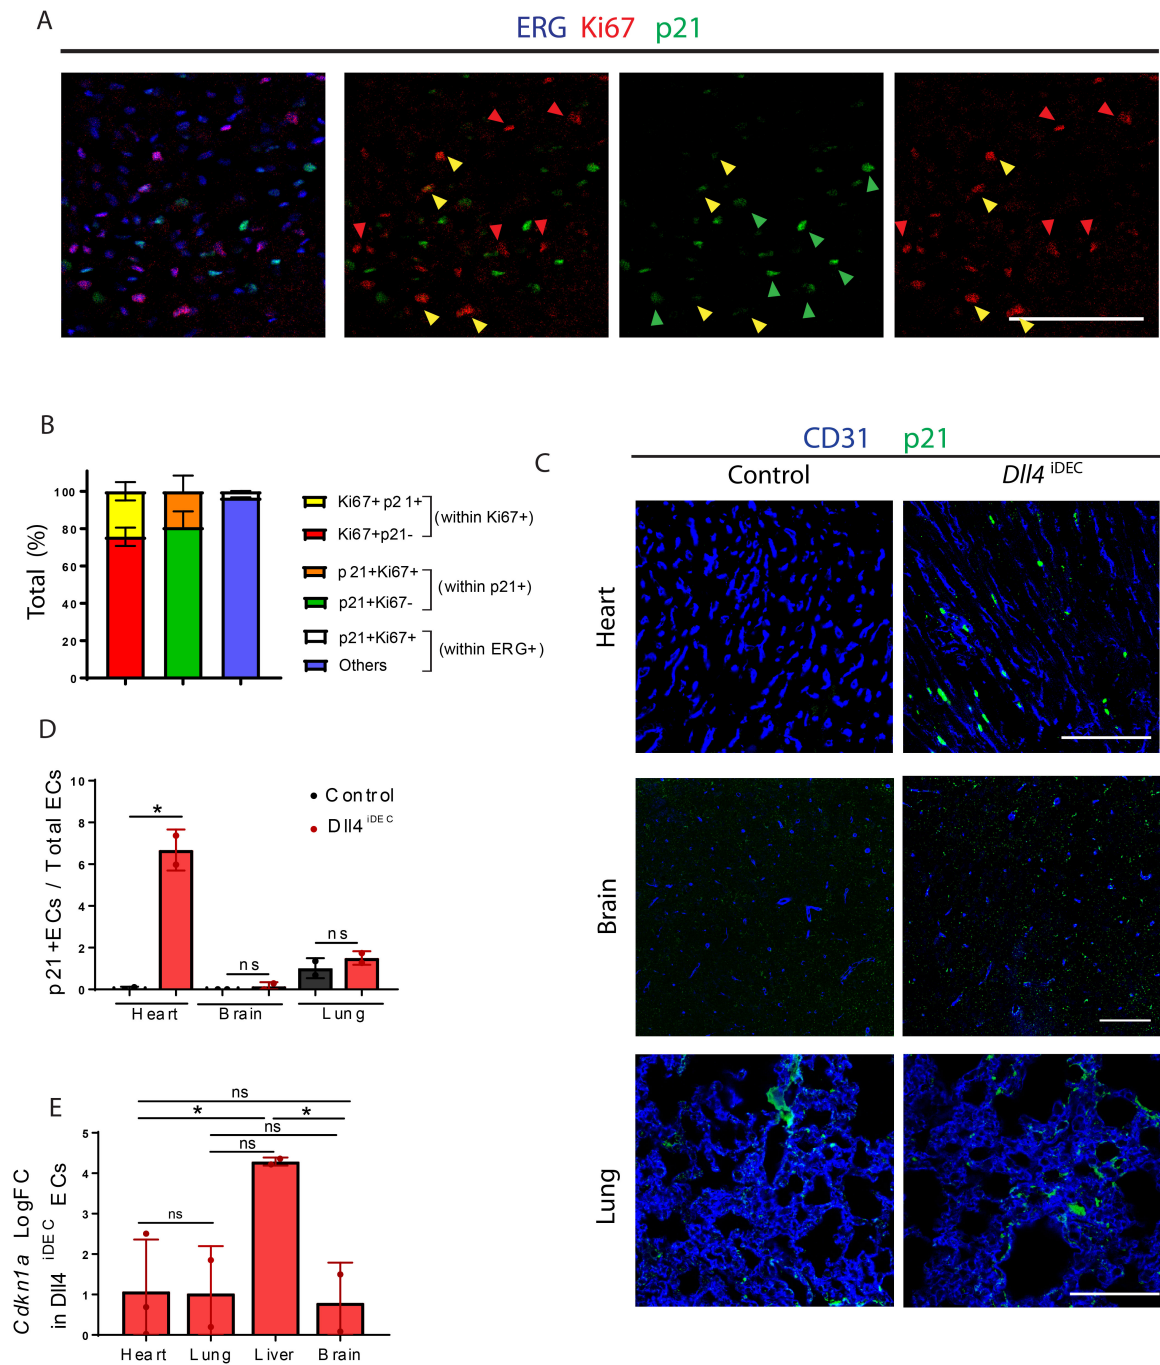 A
ERG Ki67 p21
B
100
80
60
40
20
0
Total (%)
Ki67+ p21+
Ki67+p21-
(within Ki67+)
p21+Ki67+
p21+Ki67-
(within p21+)
p21+Ki67+
Others
(within ERG+)
C
CD31 p21
Control
Dll4 iDEC
Heart
Brain
Lung
D
10
8
6
4
2
0
p21+ECs / Total ECs
Control
Dll4 iDEC
*
ns
ns
Heart Brain Lung
E
ns
* *
ns
ns
ns
5
4
3
2
1
0
Cdkn1a LogFC
in Dll4 iDEC ECs
Heart Lung Liver Brain